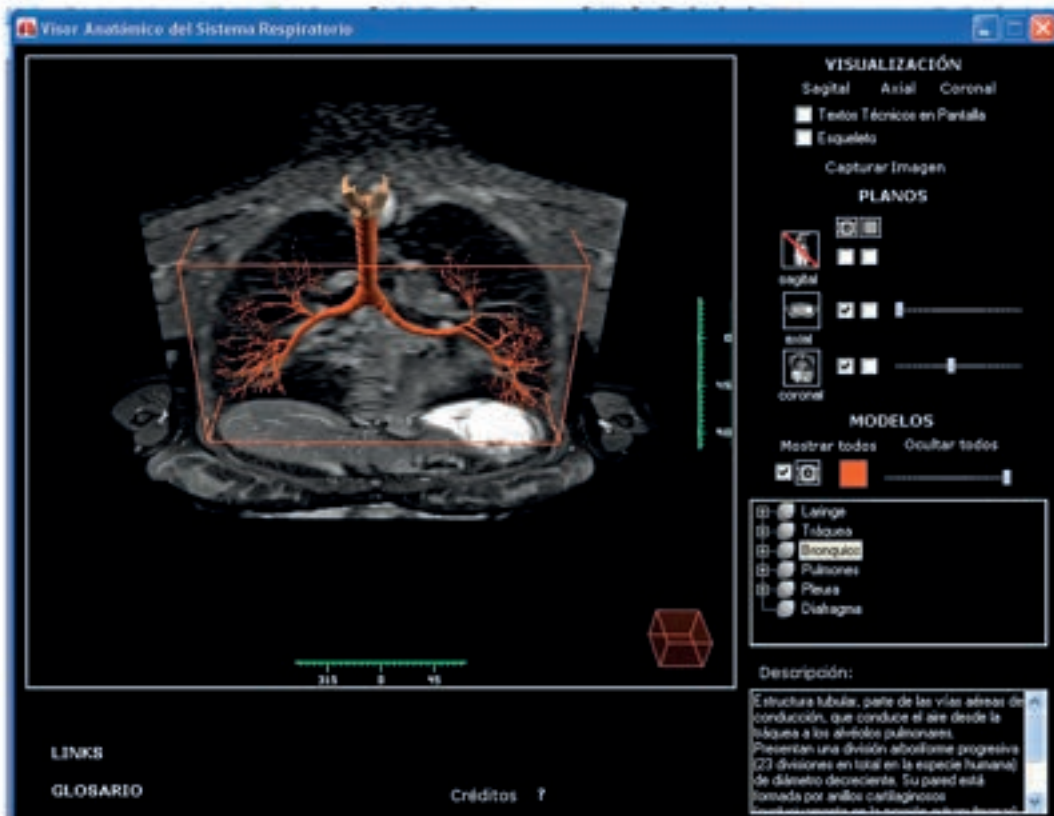 Visor Anatómico del Sistema Respiratorio
VISUALIZACIÓN
Sagital Axial Coronal
Textos Técnicos en Pantalla
Esqueleto
Capturar Imagen
PLANOS
sagital
axial
coronal
MODELOS
Mostrar todos Ocultar todos
Laringe
Tráquea
Bronquios
Pulmones
Pleura
Diafragma
Descripción:
Estructura tubular, parte de las vías aéreas de
conducción, que conduce el aire desde la
tráquea a los alvéolos pulmonares.
Presentan una división arboriforme progresiva
(23 divisiones en total en la especie humana)
de diámetro decreciente. Su pared está
formada por anillos cartilaginosos
315 0 45
0
45
LINKS
GLOSARIO
Créditos ?